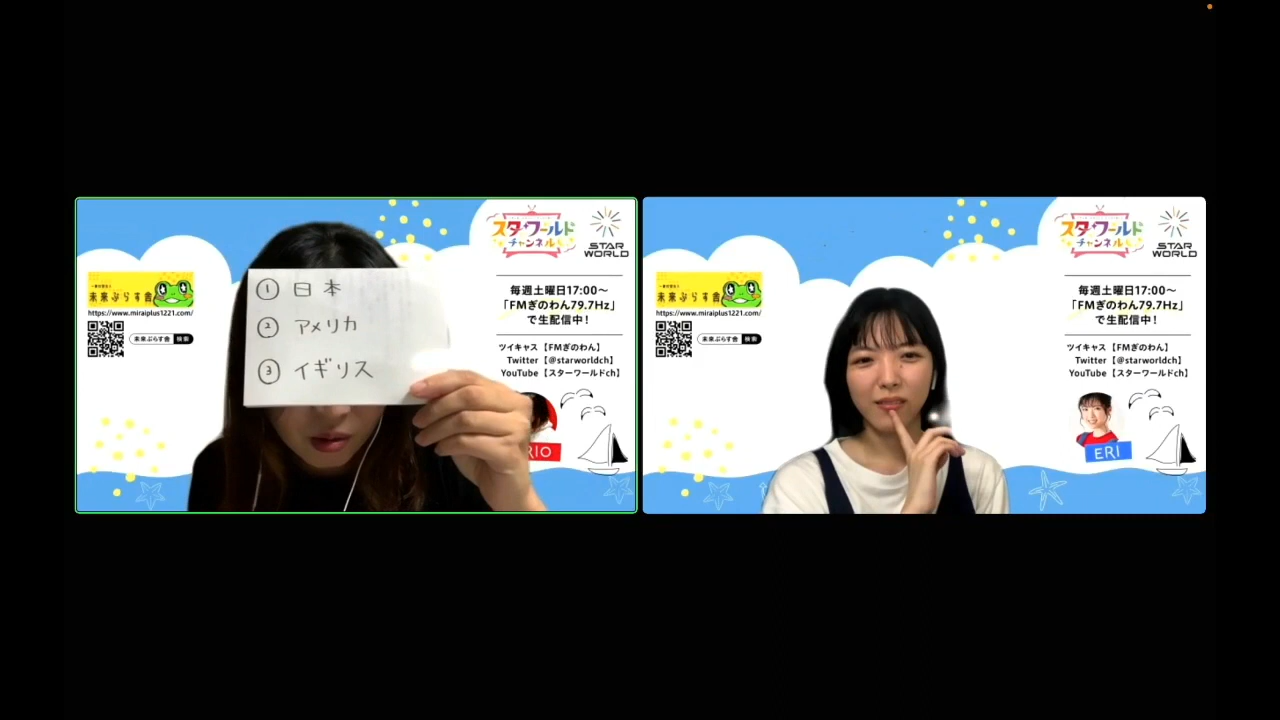 ① 日本
② アメリカ
③ イギリス
未来ぷらす舎
https://www.miraiplus1221.com/
未来ぷらす舎 検索
スターワールド
チャンネル
STAR
WORLD
毎週土曜日17:00〜
「FMぎのわん79.7Hz」
で生配信中！
ツイキャス【FMぎのわん】
Twitter【@starworldch】
YouTube【スターワールドch】
RIO
未来ぷらす舎
https://www.miraiplus1221.com/
未来ぷらす舎 検索
スターワールド
チャンネル
STAR
WORLD
毎週土曜日17:00〜
「FMぎのわん79.7Hz」
で生配信中！
ツイキャス【FMぎのわん】
Twitter【@starworldch】
YouTube【スターワールドch】
ERI